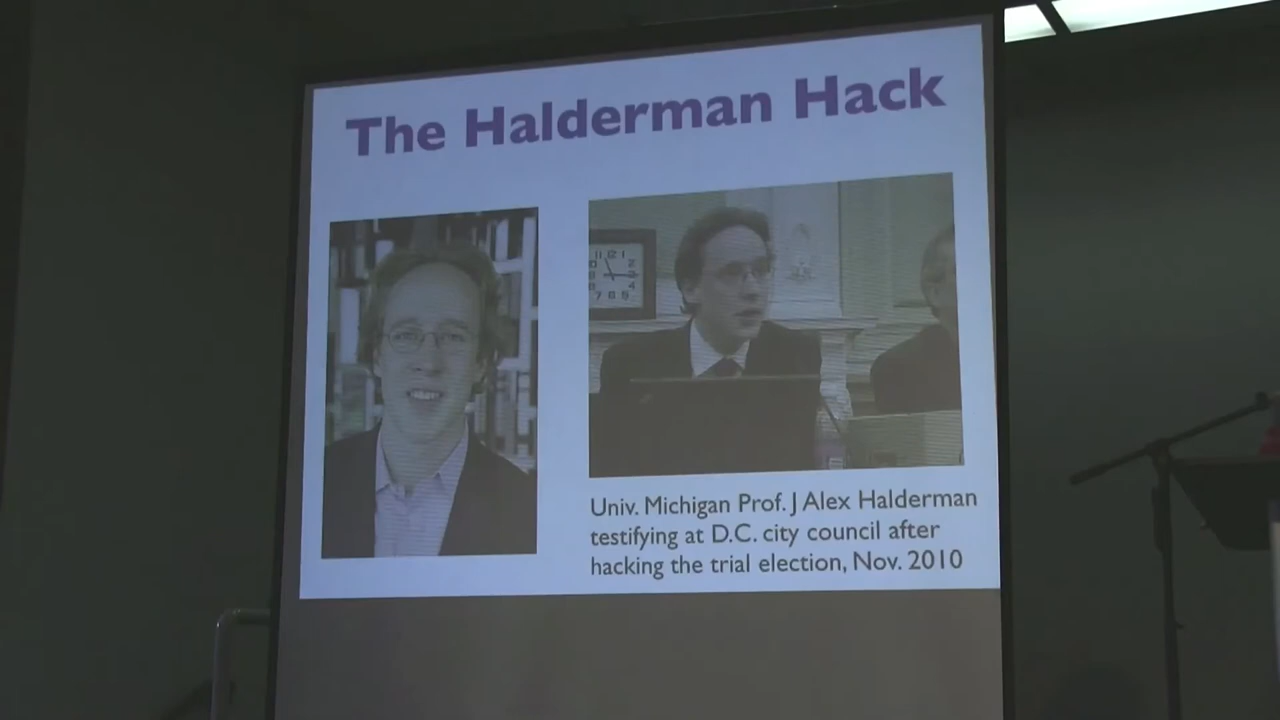 The Halderman Hack
Univ. Michigan Prof. J Alex Halderman
testifying at D.C. city council after
hacking the trial election, Nov. 2010